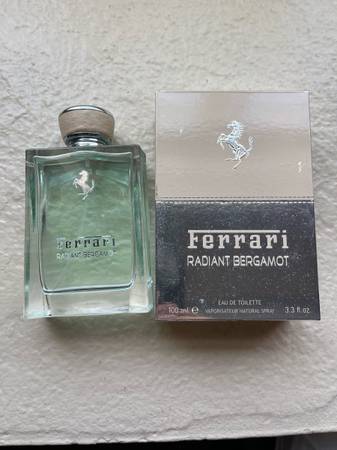 Ferrari
RADIANT BERGAMOT
Ferrari
RADIANT BERGAMOT
EAU DE TOILETTE
100 ml e VAPORISATEUR NATURAL SPRAY 3.3 fl.oz.